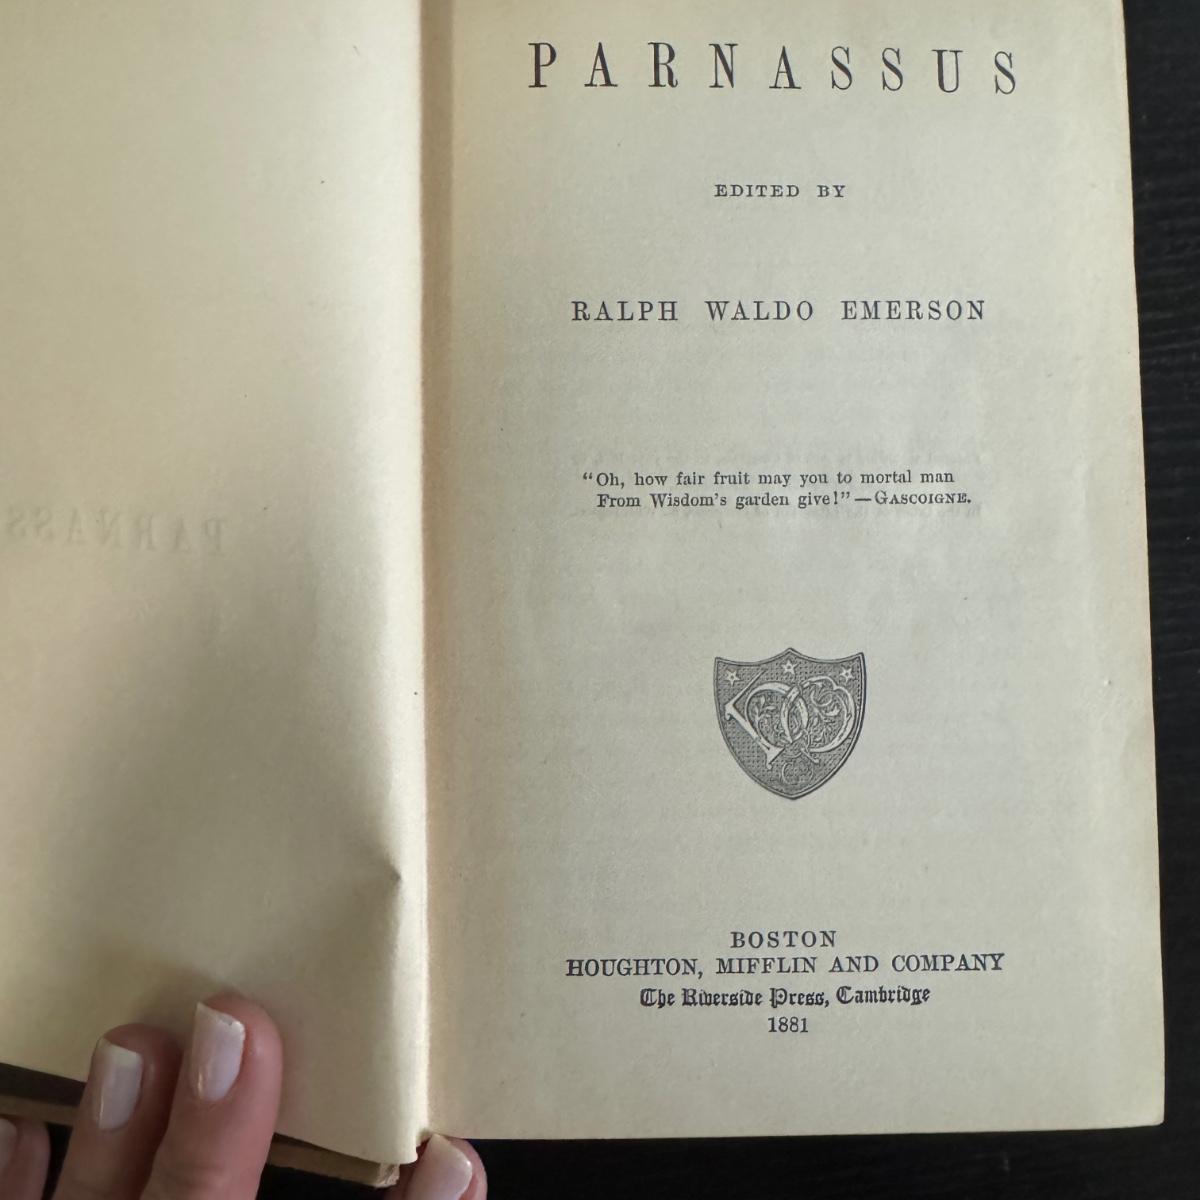 PARNASSUS
EDITED BY
RALPH WALDO EMERSON
“Oh, how fair fruit may you to mortal man
From Wisdom's garden give!”—GASCOIGNE.
BOSTON
HOUGHTON, MIFFLIN AND COMPANY
The Riverside Press, Cambridge
1881
PARNASS